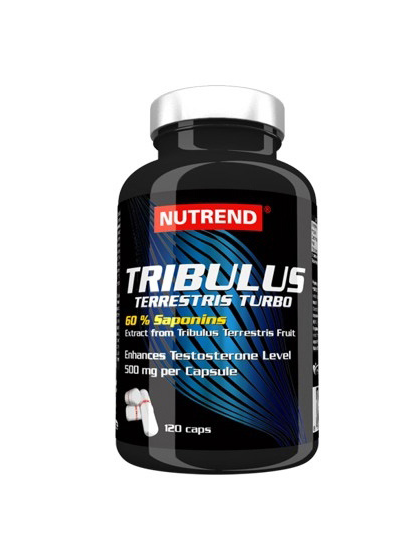 NUTREND®
TRIBULUS
TERRESTRIS TURBO
60 % Saponins
Extract from Tribulus Terrestris Fruit
Enhances Testosterone Level
500 mg per Capsule
120 caps